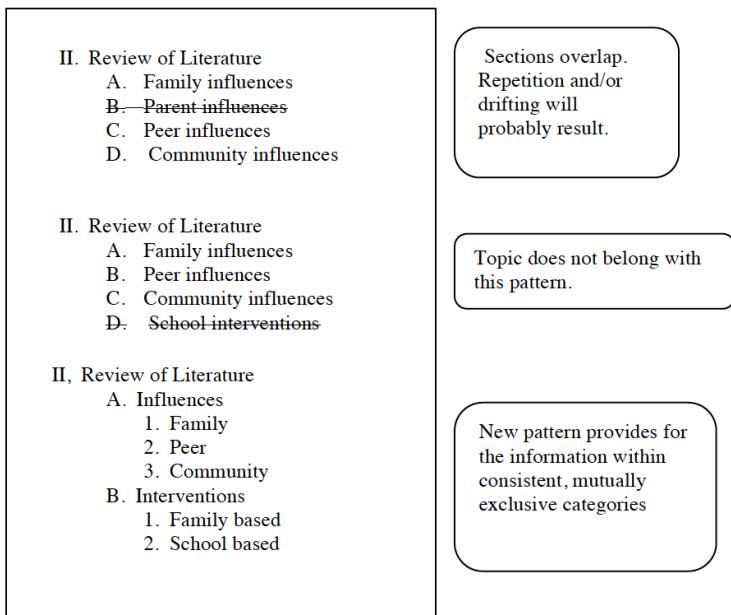 II. Review of Literature
A. Family influences
B. Parent influences
C. Peer influences
D. Community influences
Sections overlap.
Repetition and/or
drifting will
probably result.
II. Review of Literature
A. Family influences
B. Peer influences
C. Community influences
D. School interventions
Topic does not belong with
this pattern.
II, Review of Literature
A. Influences
1. Family
2. Peer
3. Community
B. Interventions
1. Family based
2. School based
New pattern provides for
the information within
consistent, mutually
exclusive categories